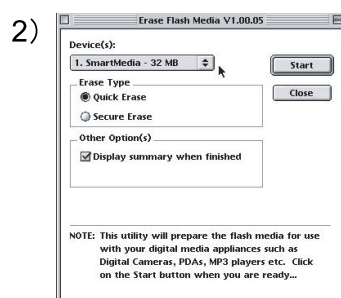 2)
Erase Flash Media V1.00.05
Device(s):
1. SmartMedia - 32 MB
Start
Erase Type
Quick Erase
Close
Secure Erase
Other Option(s)
Display summary when finished
NOTE: This utility will prepare the flash media for use
with your digital media appliances such as
Digital Cameras, PDAs, MP3 players etc. Click
on the Start button when you are ready...